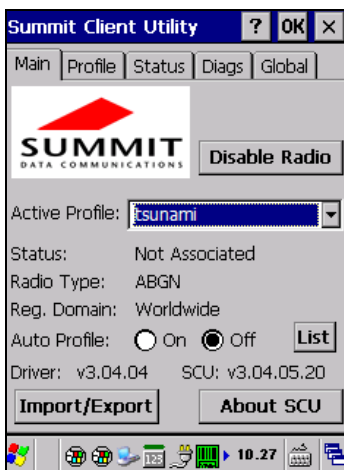 Summit Client Utility ? OK ×
Main Profile Status Diags Global
SUMMIT
DATA COMMUNICATIONS
Disable Radio
Active Profile: tsunami
Status: Not Associated
Radio Type: ABGN
Reg. Domain: Worldwide
Auto Profile: On Off List
Driver: v3.04.04 SCU: v3.04.05.20
Import/Export About SCU
123 10.27